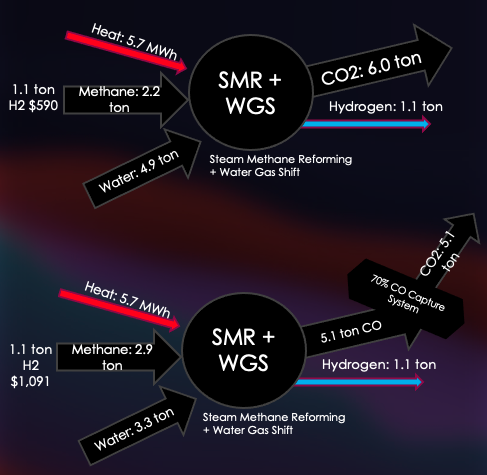 Heat: 5.7 MWh
CO2: 6.0 ton
SMR +
WGS
1.1 ton
H2 $590
Methane: 2.2
ton
Hydrogen: 1.1 ton
Water: 4.9 ton
Steam Methane Reforming
+ Water Gas Shift
CO2: 5.1
ton
70% CO Capture
System
Heat: 5.7 MWh
SMR +
WGS
5.1 ton CO
1.1 ton
H2
$1,091
Methane: 2.9
ton
Hydrogen: 1.1 ton
Water: 3.3 ton
Steam Methane Reforming
+ Water Gas Shift